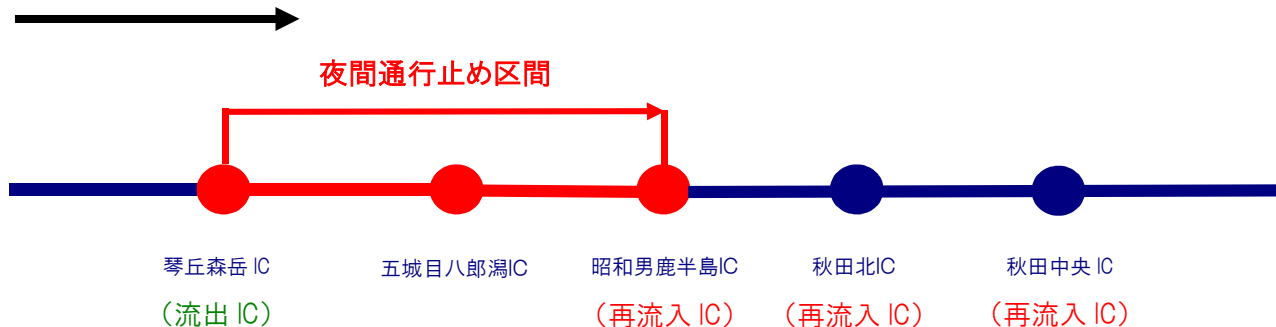 夜間通行止め区間
琴丘森岳 IC
五城目八郎潟IC
昭和男鹿半島IC
秋田北IC
秋田中央 IC
（流出 IC）
（再流入 IC）
（再流入 IC）
（再流入 IC）